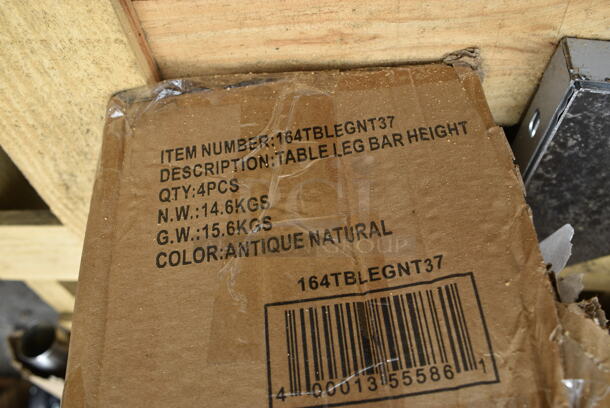 ITEM NUMBER:164TBLEGNT37
DESCRIPTION:TABLE LEG BAR HEIGHT
QTY:4PCS
N.W.:14.6KGS
G.W.:15.6KGS
COLOR:ANTIQUE NATURAL
164TBLEGNT37
4 00013 55586 1